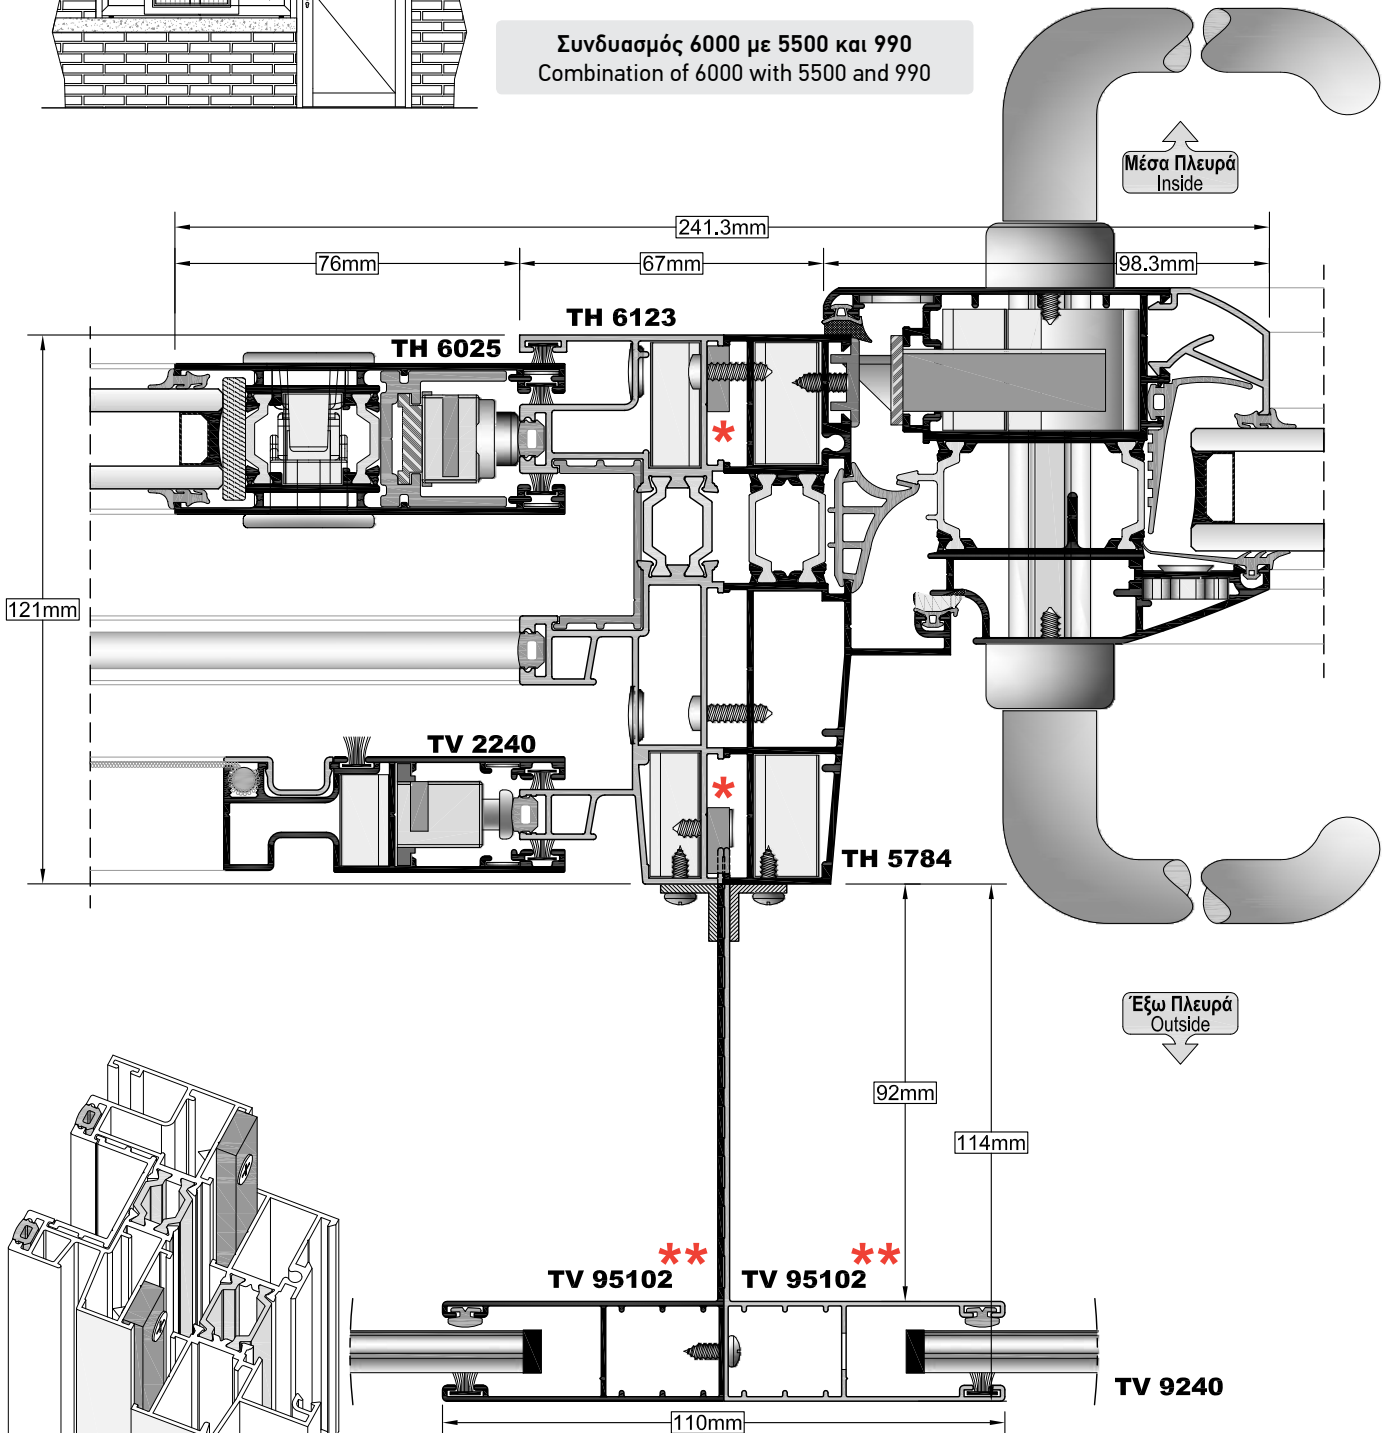 Συνδυασμός 6000 με 5500 και 990
Combination of 6000 with 5500 and 990
Μέσα Πλευρά
Inside
241.3mm
76mm
67mm
98.3mm
TH 6123
TH 6025
*
121mm
TV 2240
*
TH 5784
Έξω Πλευρά
Outside
92mm
114mm
**
**
TV 95102
TV 95102
TV 9240
110mm